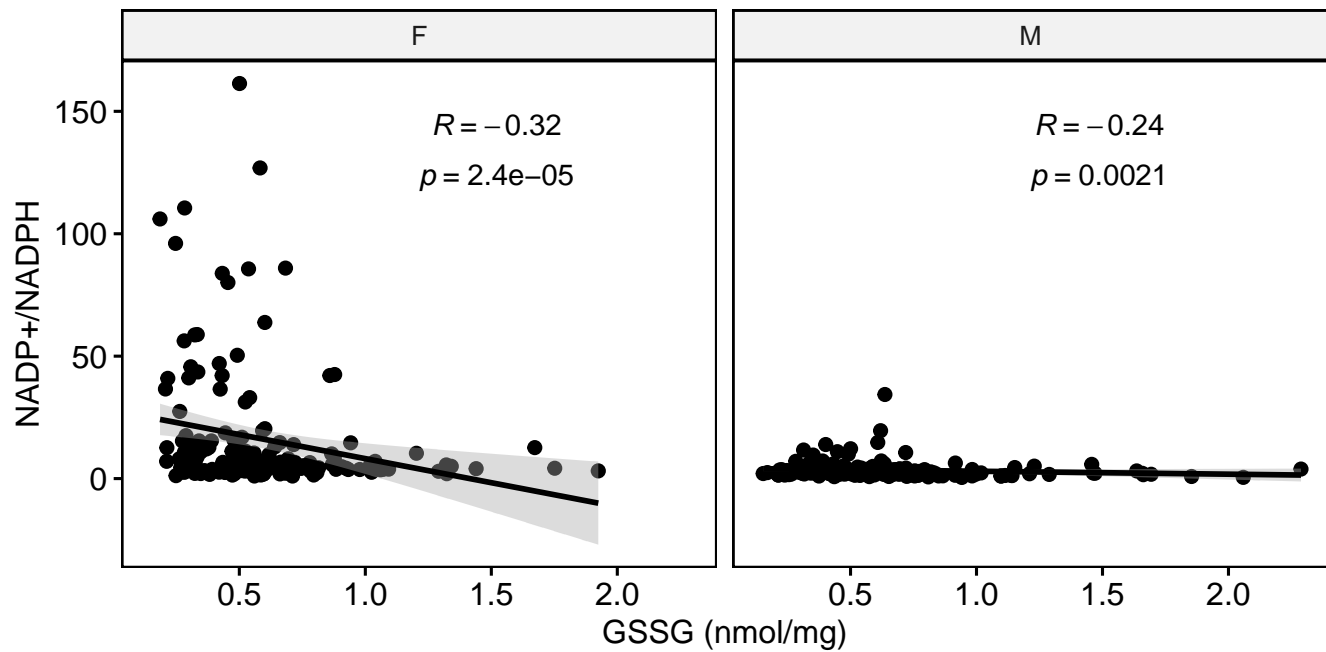 F
M
R = −0.32
p = 2.4e−05
R = −0.24
p = 0.0021
NADP+/NADPH
150
100
50
0
0.5 1.0 1.5 2.0
0.5 1.0 1.5 2.0
GSSG (nmol/mg)